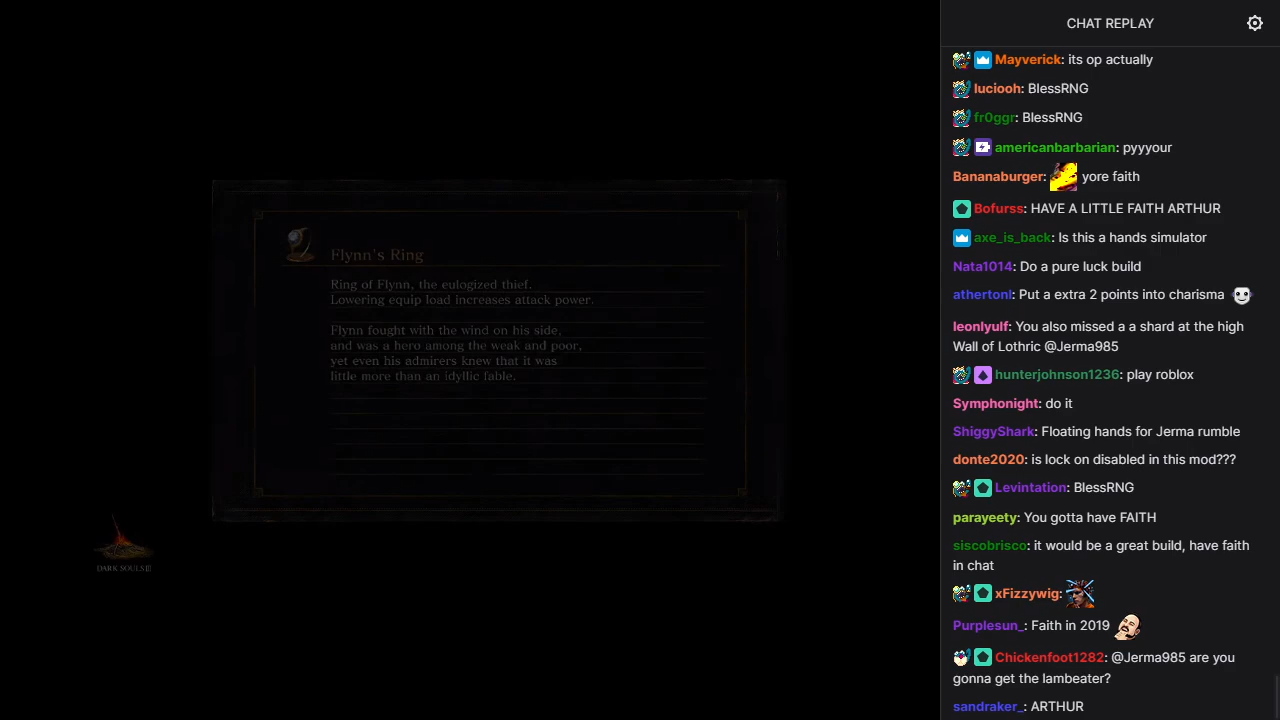 CHAT REPLAY
Mayverick: its op actually
luciooh: BlessRNG
fr0ggr: BlessRNG
americanbarbarian: pyyyour
Bananaburger: yore faith
Bofurss: HAVE A LITTLE FAITH ARTHUR
axe_is_back: Is this a hands simulator
Nata1014: Do a pure luck build
athertonl: Put a extra 2 points into charisma
leonlyulf: You also missed a a shard at the high
Wall of Lothric @Jerma985
hunterjohnson1236: play roblox
Symphonight: do it
ShiggyShark: Floating hands for Jerma rumble
donte2020: is lock on disabled in this mod???
Levintation: BlessRNG
parayeety: You gotta have FAITH
siscobrisco: it would be a great build, have faith
in chat
xFizzywig:
Purplesun_: Faith in 2019
Chickenfoot1282: @Jerma985 are you
gonna get the lambeater?
sandraker_: ARTHUR
Flynn's Ring
Ring of Flynn, the eulogized thief.
Lowering equip load increases attack power.
Flynn fought with the wind on his side,
and was a hero among the weak and poor,
yet even his admirers knew that it was
little more than an idyllic fable.
DARK SOULS III